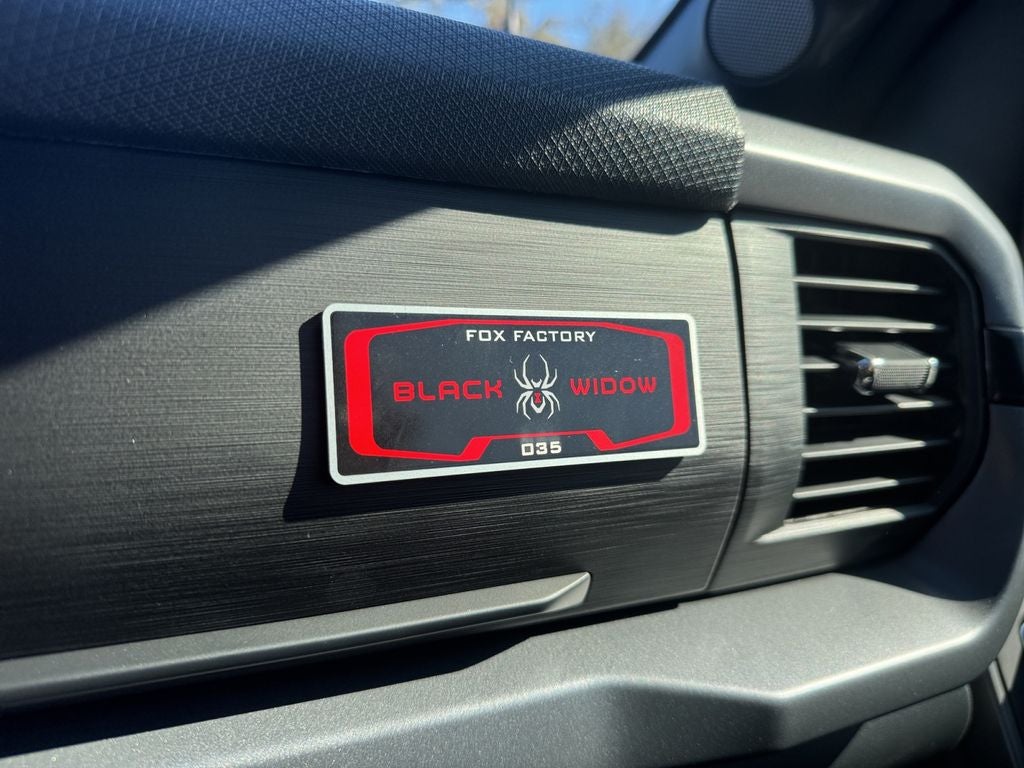 FOX FACTORY
BLACK WIDOW
035